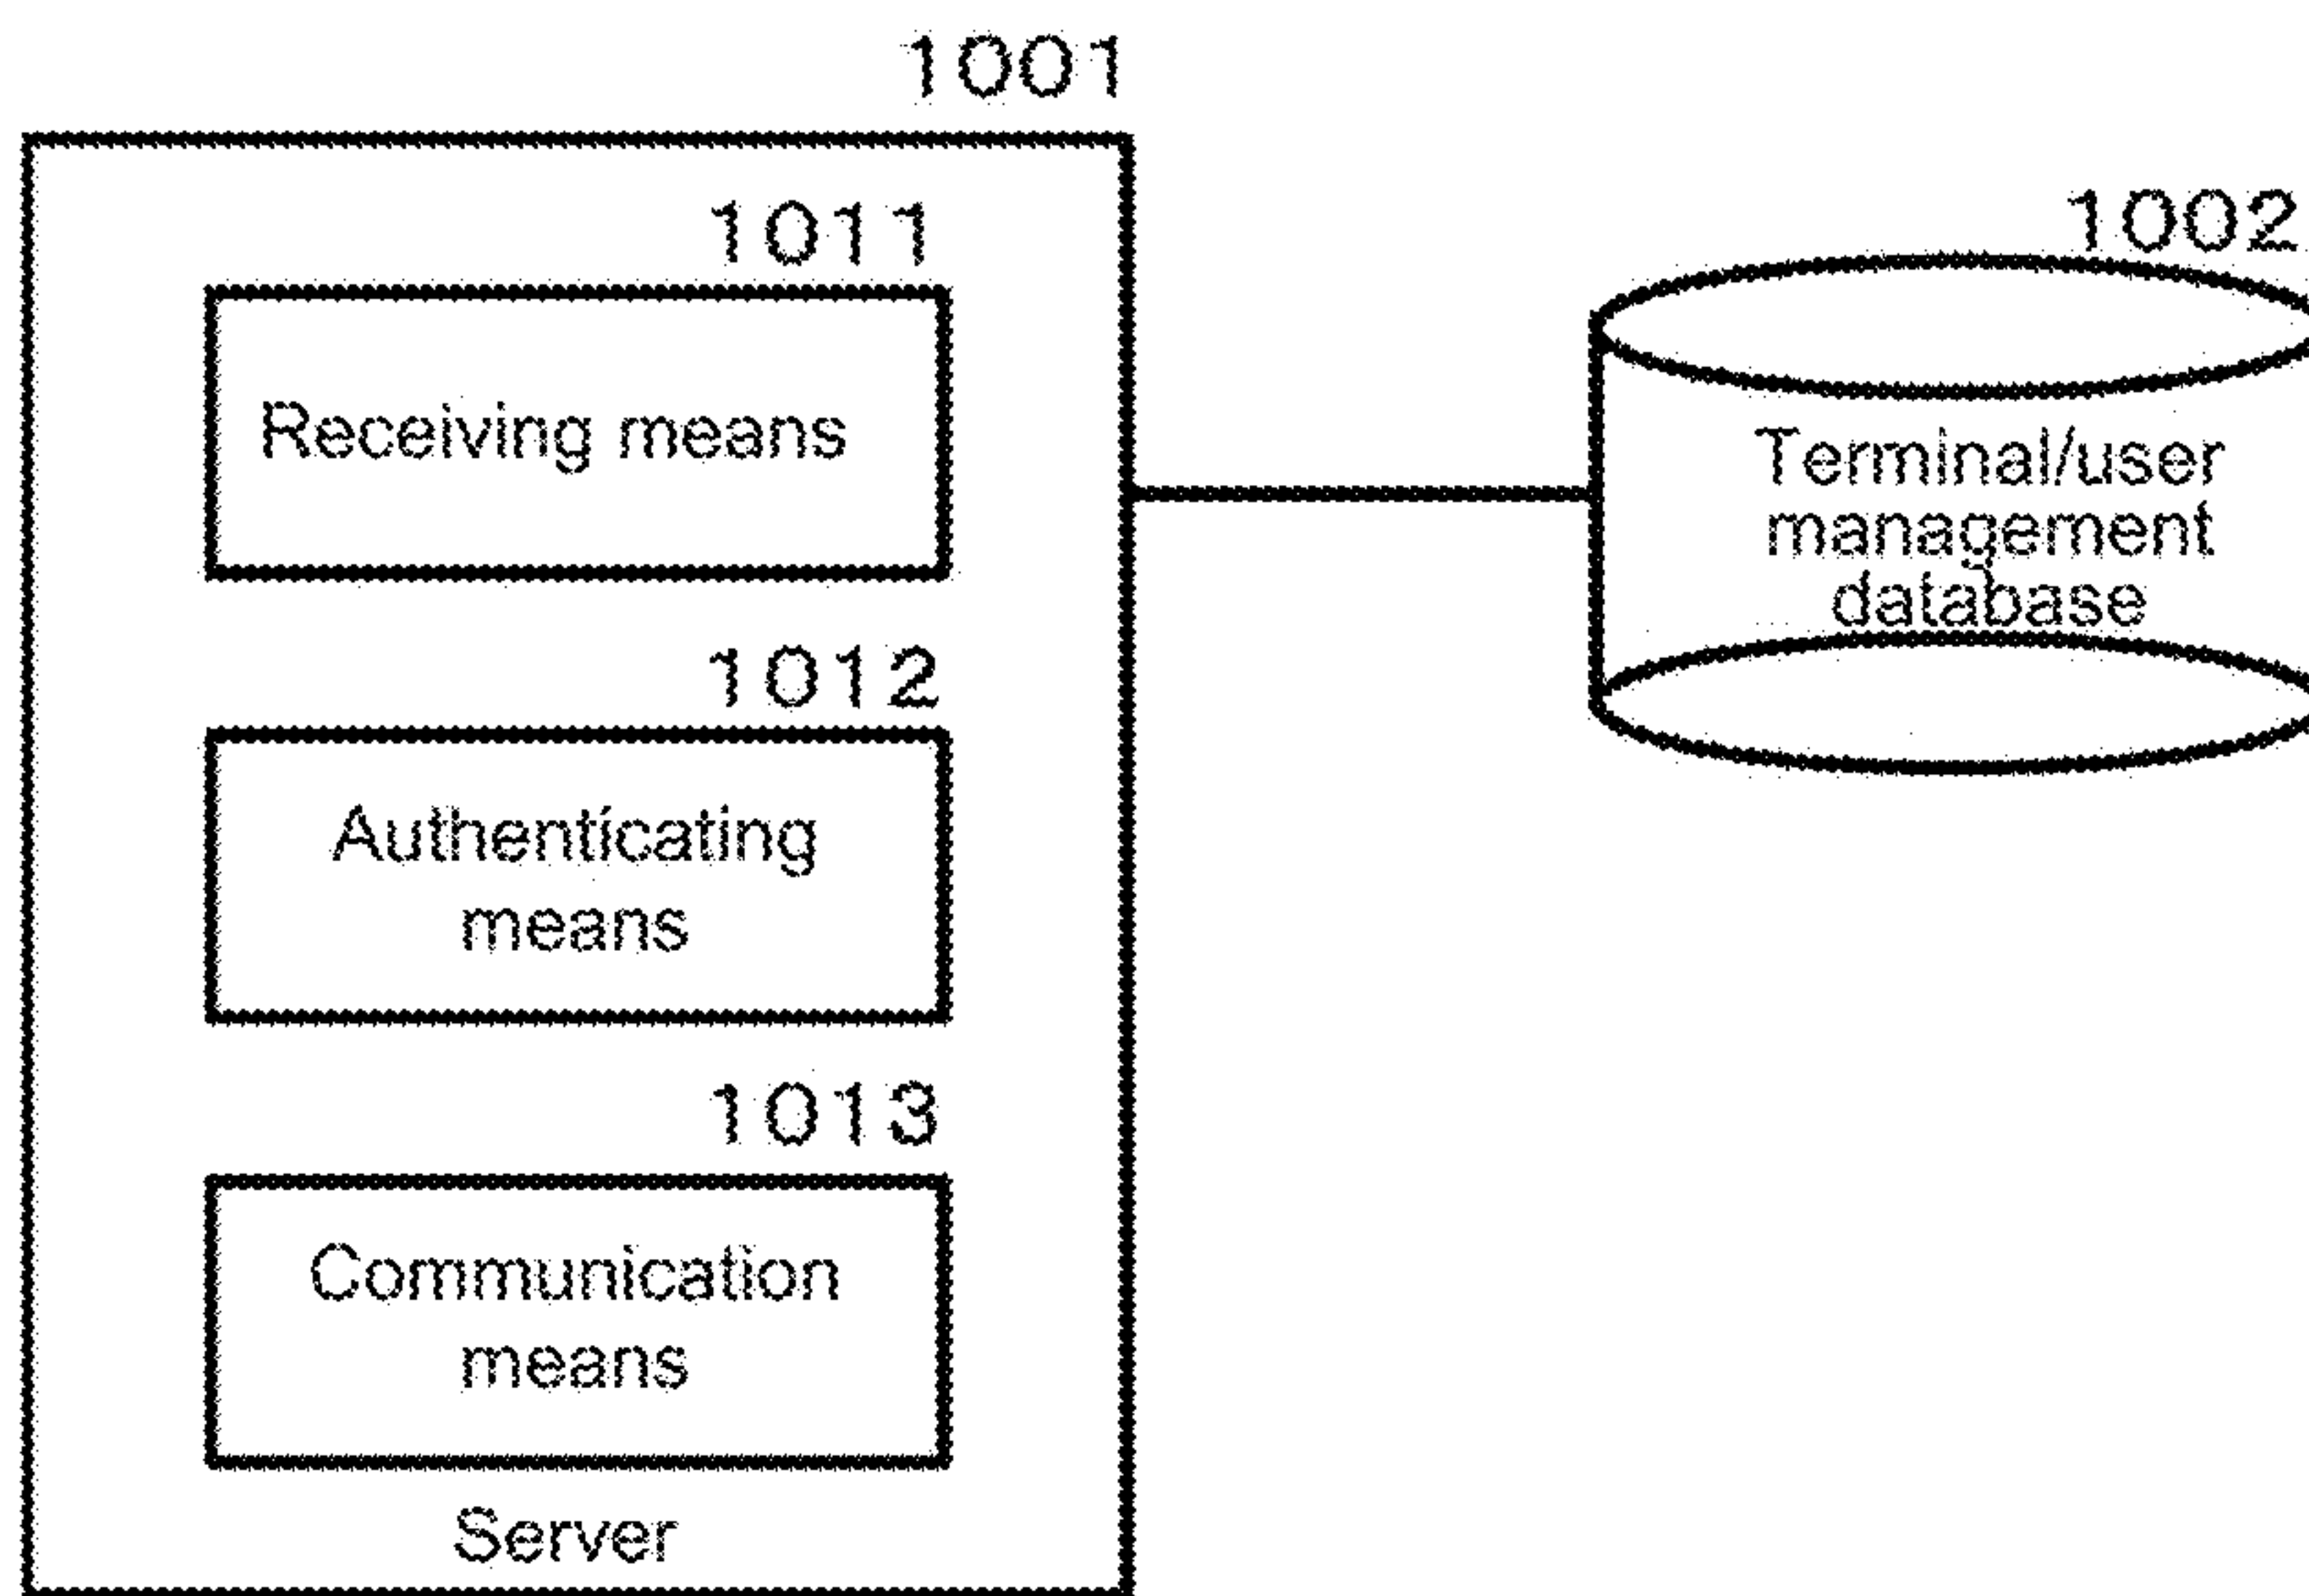 1001
1011
Receiving means
1012
Authenticating
means
1013
Communication
means
Server
1002
Terminal/user
management
database